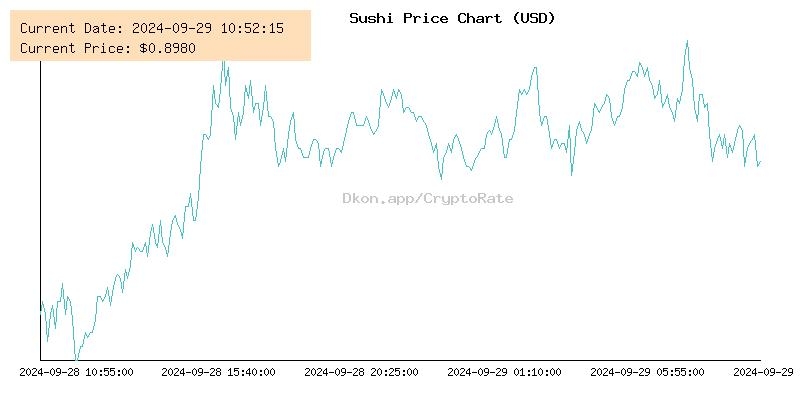 Sushi Price Chart (USD)
Current Date: 2024-09-29 10:52:15
Current Price: $0.8980
Dkon.app/CryptoRate
2024-09-28 10:55:00 2024-09-28 15:40:00 2024-09-28 20:25:00 2024-09-29 01:10:00 2024-09-29 05:55:00 2024-09-29